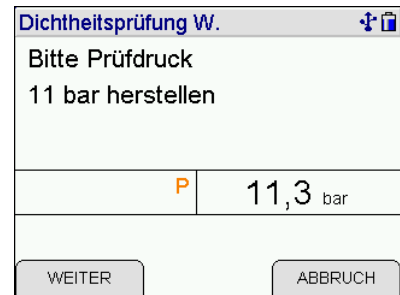 Dichtheitsprüfung W.
Bitte Prüfdruck
11 bar herstellen
P 11,3 bar
WEITER ABBRUCH